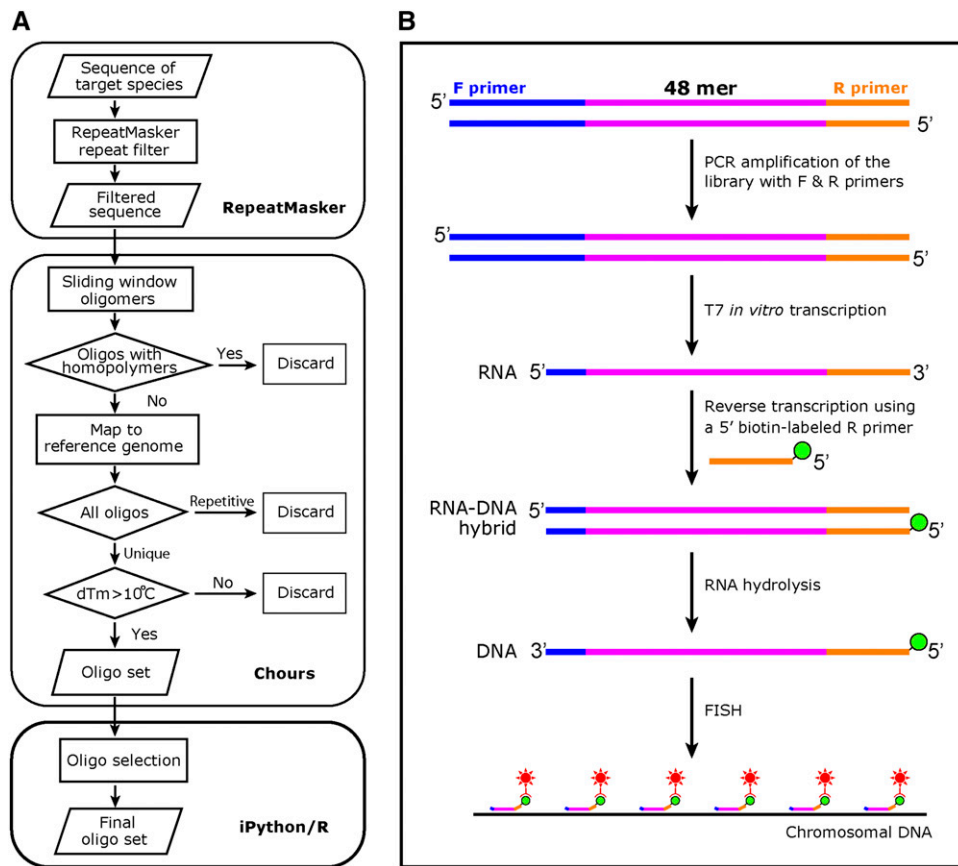 A
Sequence of
target species
RepeatMasker
repeat filter
Filtered
sequence
RepeatMasker
Sliding window
oligomers
Oligos with
homopolymers
Yes
Discard
No
Map to
reference genome
All oligos
Repetitive
Discard
Unique
dTm>10°C
No
Discard
Yes
Oligo set
Chours
Oligo selection
Final
oligo set
iPython/R
B
F primer
48 mer
R primer
5’
5’
PCR amplification of the
library with F & R primers
5’
5’
T7 in vitro transcription
RNA
5’
3’
Reverse transcription using
a 5’ biotin-labeled R primer
5’
RNA-DNA
hybrid
5’
5’
RNA hydrolysis
DNA
3’
5’
FISH
Chromosomal DNA